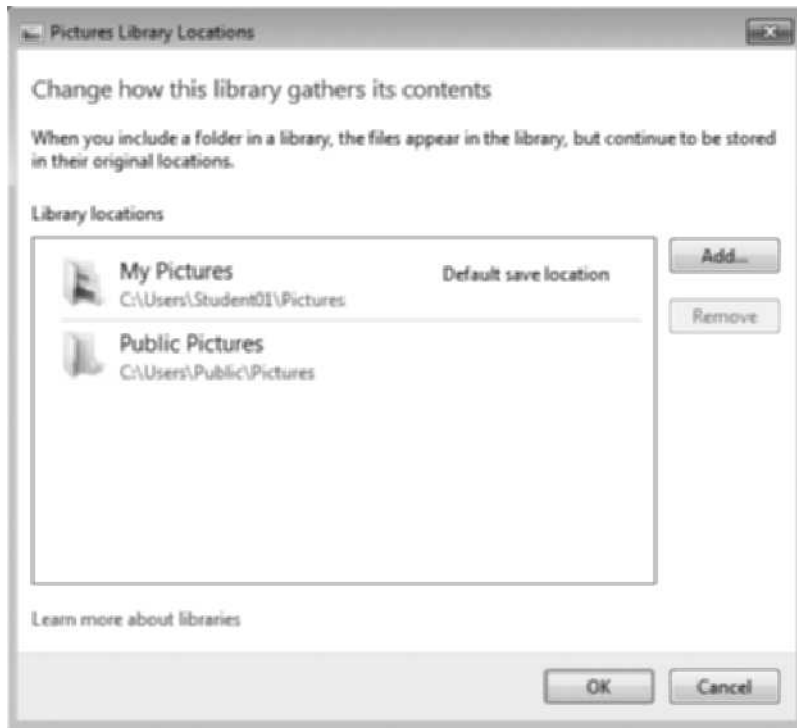 Pictures Library Locations
Change how this library gathers its contents
When you include a folder in a library, the files appear in the library, but continue to be stored
in their original locations.
Library locations
My Pictures
Default save location
C:\Users\Student01\Pictures
Public Pictures
C:\Users\Public\Pictures
Add...
Remove
Learn more about libraries
OK
Cancel